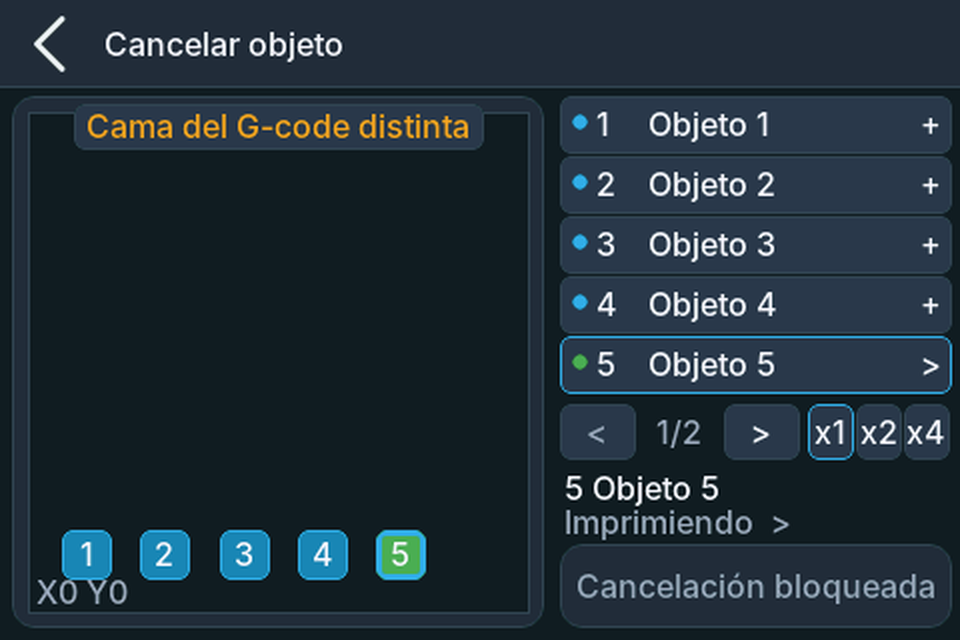 Cancelar objeto
Cama del G-code distinta
1 2 3 4 5
X0 Y0
1 Objeto 1 +
2 Objeto 2 +
3 Objeto 3 +
4 Objeto 4 +
5 Objeto 5 >
< 1/2 > x1 x2 x4
5 Objeto 5
Imprimiendo >
Cancelación bloqueada